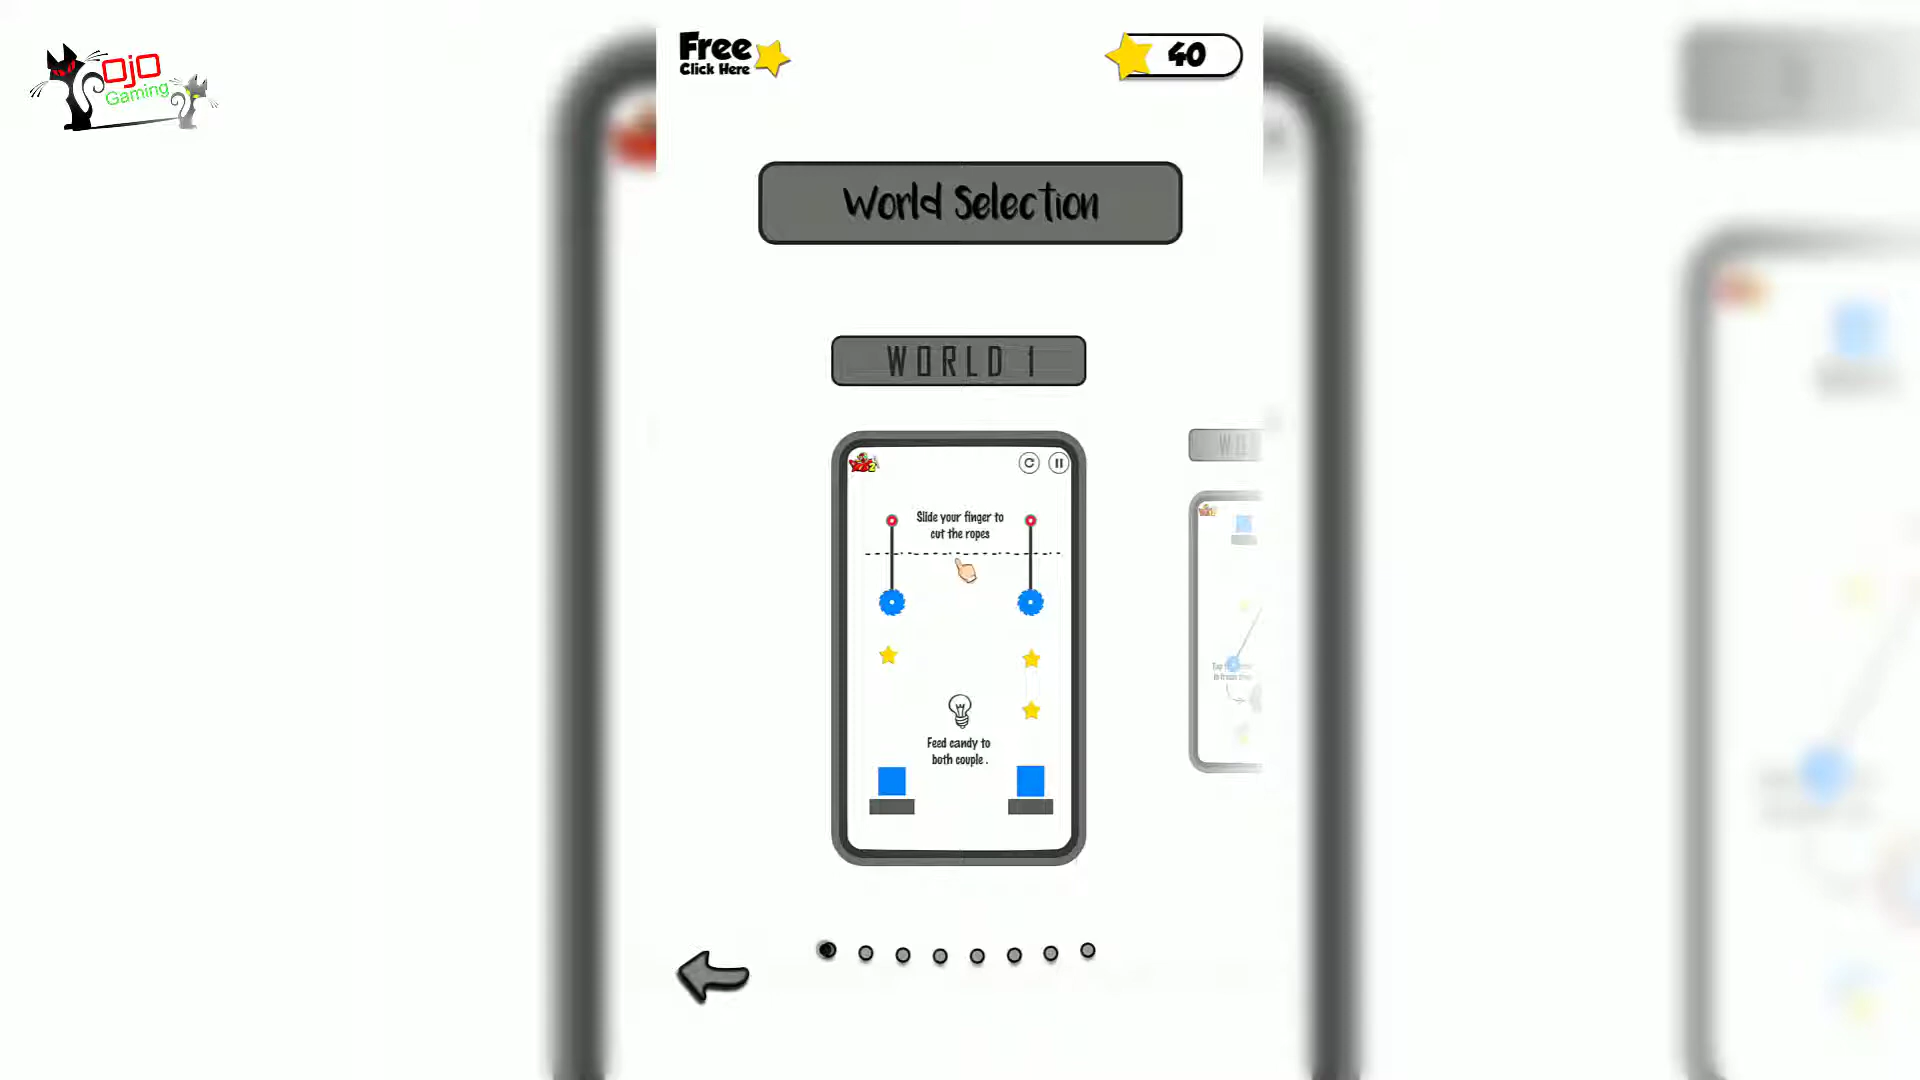 ojo
Gaming
Free
Click Here
40
World Selection
WORLD 1
Slide your finger to
cut the ropes
Feed candy to
both couple .